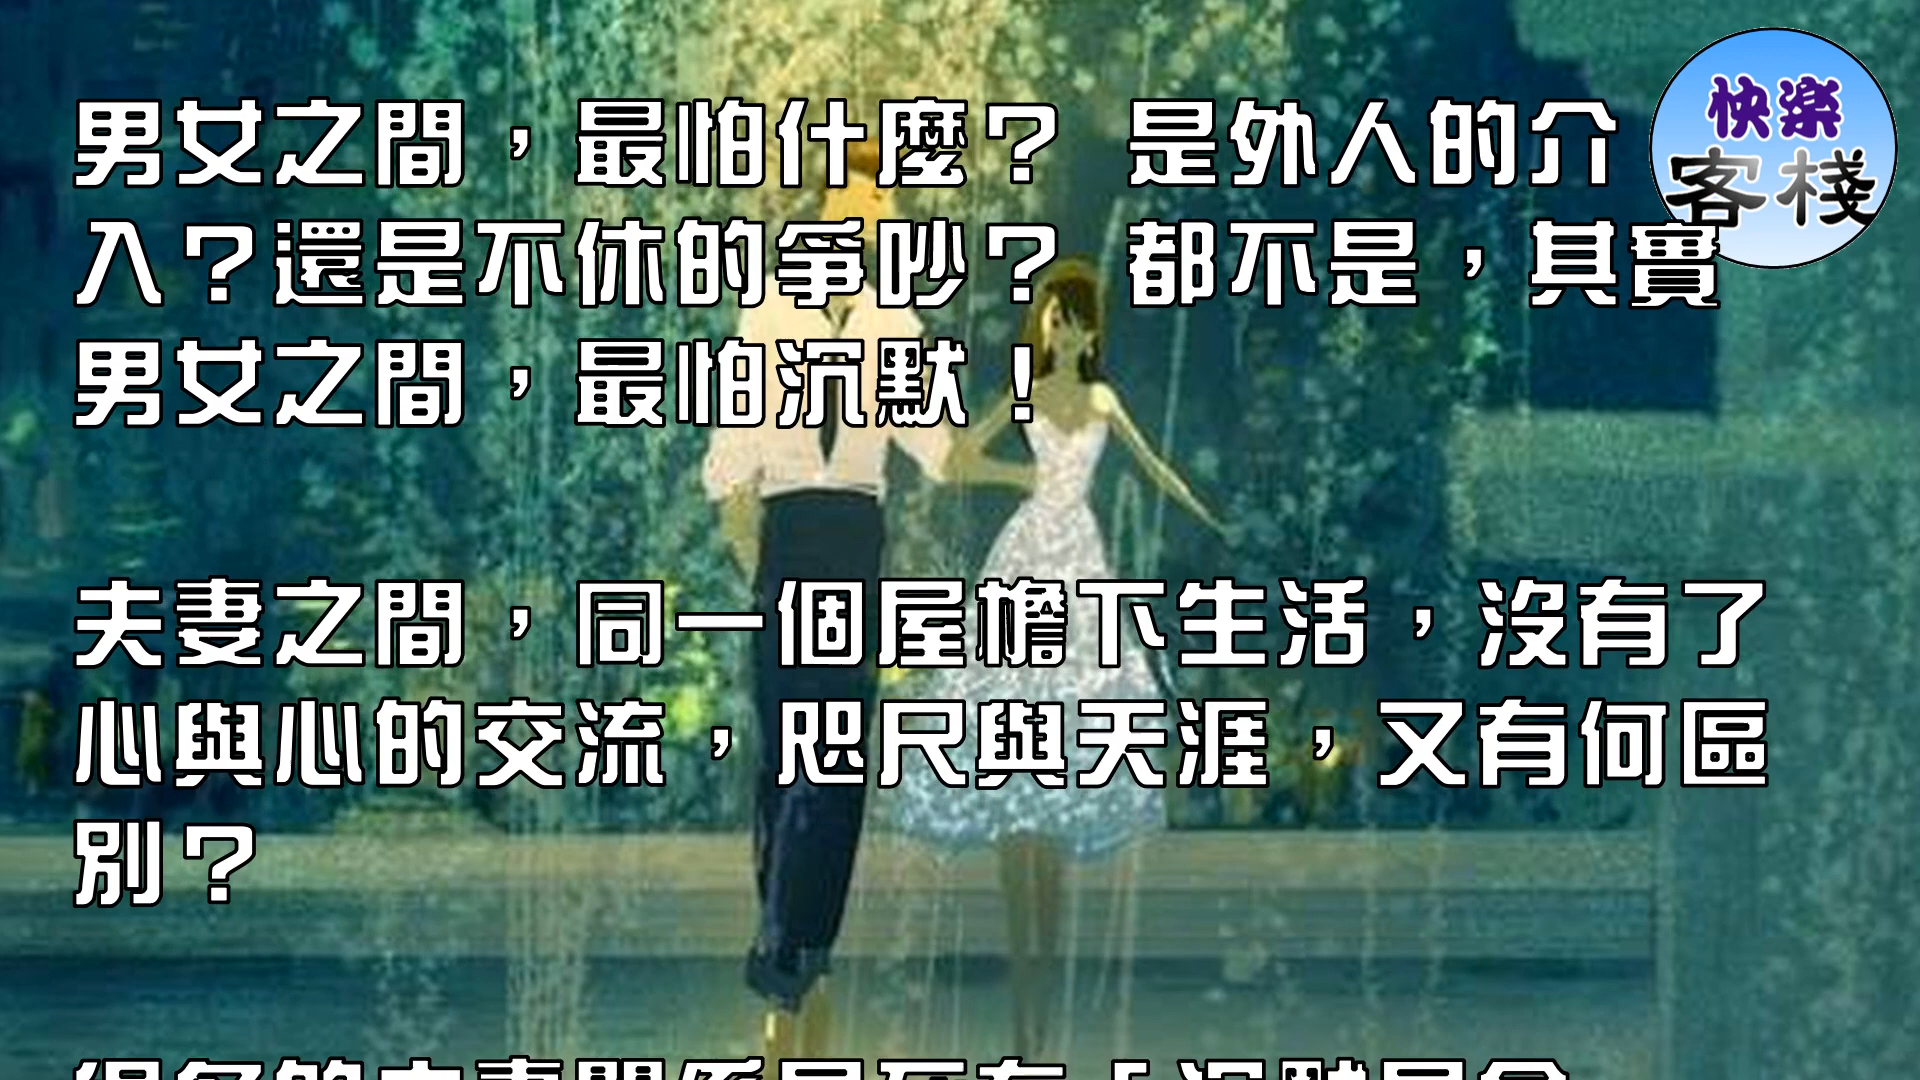 男女之間，最怕什麼？ 是外人的介
入？還是不休的爭吵？ 都不是，其實
男女之間，最怕沉默！
夫妻之間，同一個屋檐下生活，沒有了
心與心的交流，咫尺與天涯，又有何區
別？
快樂
客棧